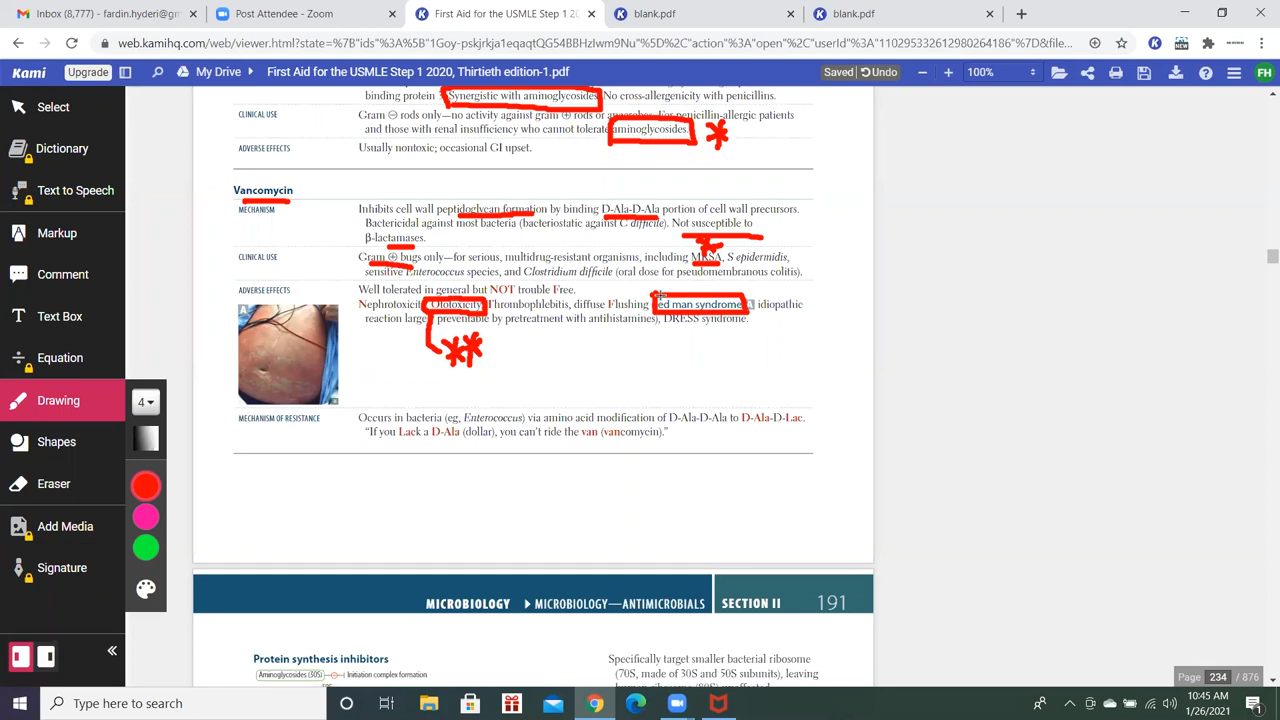 Inbox (8,777) - fardin.hyderi@gm
Post Attendee - Zoom
First Aid for the USMLE Step 1 20
blank.pdf
blank.pdf
web.kamihq.com/web/viewer.html?state=%7B"ids"%3A%5B"1Goy-pskjrekja1eqaqtQG54BBHzlwm9Nu"%5D%2C"action"%3A"open"%2C"userId"%3A"110295332612980264186"%7D&file
Kami
Upgrade
My Drive
First Aid for the USMLE Step 1 2020, Thirtieth edition-1.pdf
Saved
Undo
100%
FH
Select
Dictionary
Text to Speech
Markup
Comment
Text Box
Equation
Drawing
Shapes
Eraser
Add Media
Signature
4
binding protein 3. Synergistic with aminoglycosides. No cross-allergenicity with penicillins.
CLINICAL USE
Gram ⊖ rods only—no activity against gram ⊕ rods or anaerobes. For penicillin-allergic patients
and those with renal insufficiency who cannot tolerate aminoglycosides.
ADVERSE EFFECTS
Usually nontoxic; occasional GI upset.
Vancomycin
MECHANISM
Inhibits cell wall peptidoglycan formation by binding D-Ala-D-Ala portion of cell wall precursors.
Bactericidal against most bacteria (bacteriostatic against C difficile). Not susceptible to
β-lactamases.
CLINICAL USE
Gram ⊕ bugs only—for serious, multidrug-resistant organisms, including MRSA, S epidermidis,
sensitive Enterococcus species, and Clostridium difficile (oral dose for pseudomembranous colitis).
ADVERSE EFFECTS
Well tolerated in general but NOT trouble Free.
Nephrotoxicity, Ototoxicity, Thrombophlebitis, diffuse Flushing (red man syndrome A idiopathic
reaction largely preventable by pretreatment with antihistamines), DRESS syndrome.
A
MECHANISM OF RESISTANCE
Occurs in bacteria (eg, Enterococcus) via amino acid modification of D-Ala-D-Ala to D-Ala-D-Lac.
“If you Lack a D-Ala (dollar), you can’t ride the van (vancomycin).”
MICROBIOLOGY ▶ MICROBIOLOGY—ANTIMICROBIALS
SECTION II
191
Protein synthesis inhibitors
Aminoglycosides (30S)
Initiation complex formation
Specifically target smaller bacterial ribosome
(70S, made of 30S and 50S subunits), leaving
Page 234 / 876
Type here to search
10:45 AM
1/26/2021